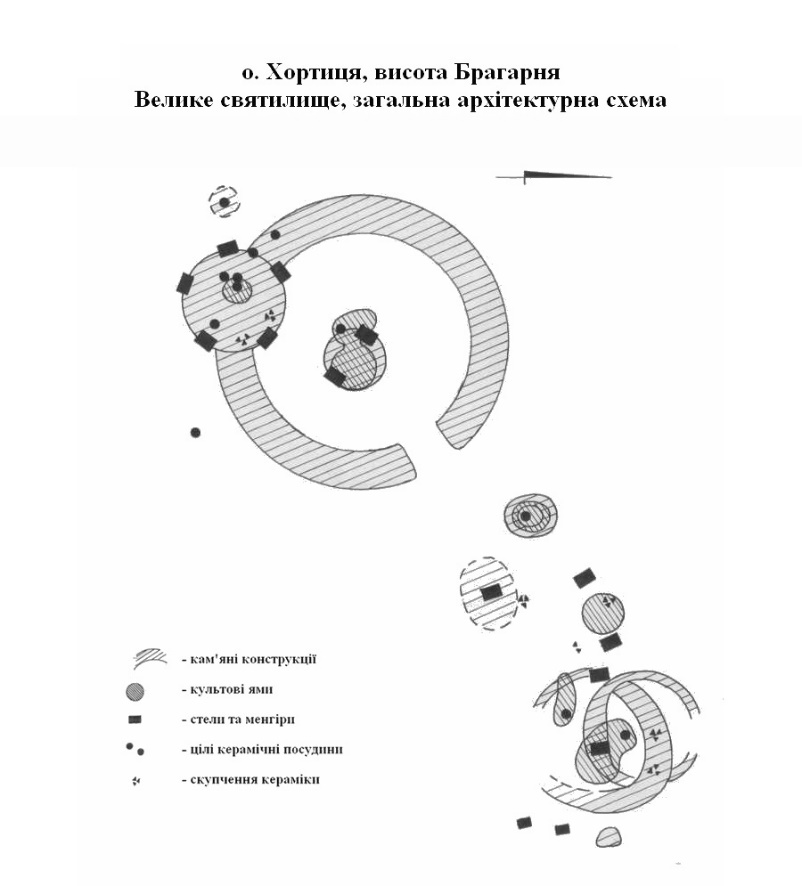 о. Хортиця, висота Брагарня
Велике святилище, загальна архітектурна схема
- кам'яні конструкції
- культові ями
- стели та менгіри
- цілі керамічні посудини
- скупчення кераміки